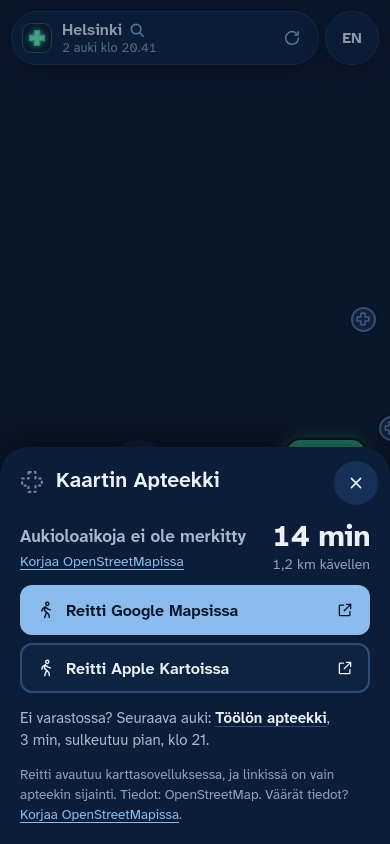 Helsinki
2 auki klo 20.41
EN
Kaartin Apteekki
Aukioloaikoja ei ole merkitty
14 min
Korjaa OpenStreetMapissa
1,2 km kävellen
Reitti Google Mapsissa
Reitti Apple Kartoissa
Ei varastossa? Seuraava auki: Töölön apteekki,
3 min, sulkeutuu pian, klo 21.
Reitti avautuu karttasovelluksessa, ja linkissä on vain
apteekin sijainti. Tiedot: OpenStreetMap. Väärät tiedot?
Korjaa OpenStreetMapissa.